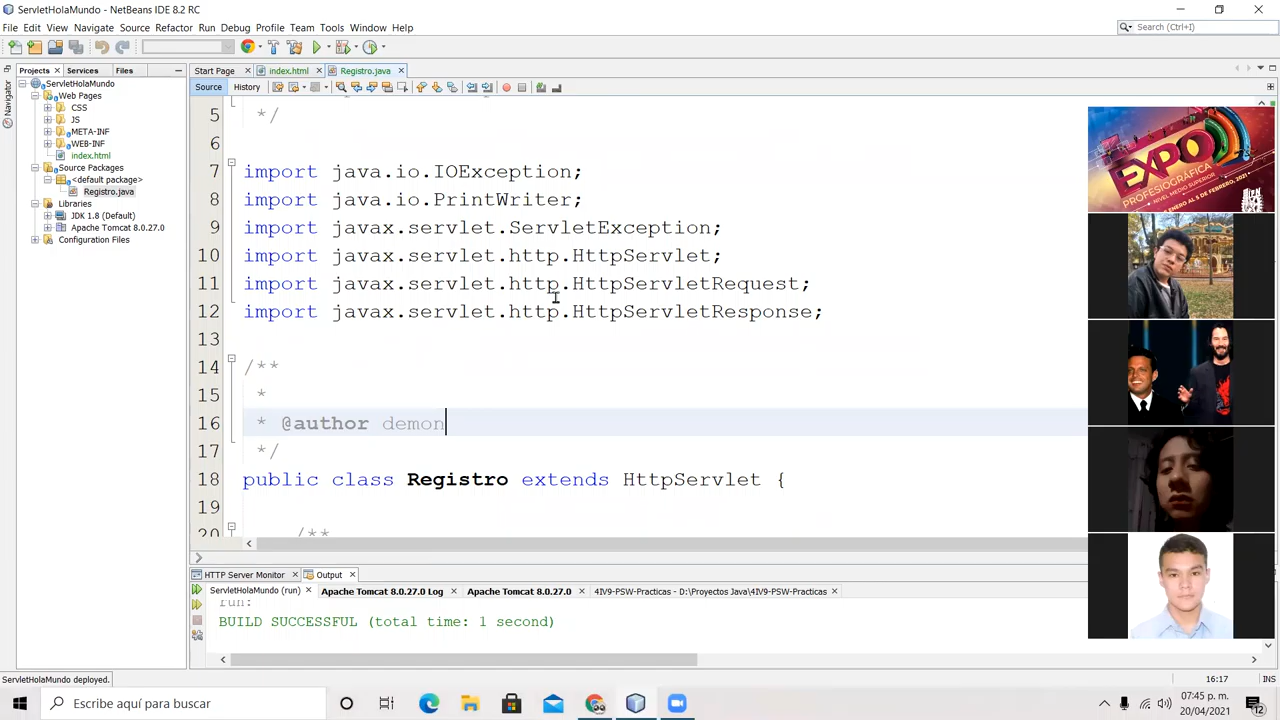 ServletHolaMundo - NetBeans IDE 8.2 RC
File Edit View Navigate Source Refactor Run Debug Profile Team Tools Window Help
Search (Ctrl+I)
Projects Services Files
Start Page index.html Registro.java
Source History
Navigator
ServletHolaMundo
Web Pages
CSS
JS
META-INF
WEB-INF
index.html
Source Packages
<default package>
Registro.java
Libraries
JDK 1.8 (Default)
Apache Tomcat 8.0.27.0
Configuration Files
5 */
6
7 import java.io.IOException;
8 import java.io.PrintWriter;
9 import javax.servlet.ServletException;
10 import javax.servlet.http.HttpServlet;
11 import javax.servlet.http.HttpServletRequest;
12 import javax.servlet.http.HttpServletResponse;
13
14 /**
15 *
16 * @author demon
17 */
18 public class Registro extends HttpServlet {
19
20 /**
EXPO
PROFESIOGRÁFICA
NIVEL MEDIO SUPERIOR
HTTP Server Monitor Output
ServletHolaMundo (run) Apache Tomcat 8.0.27.0 Log Apache Tomcat 8.0.27.0 4IV9-PSW-Practicas - D:\Proyectos Java\4IV9-PSW-Practicas
run:
BUILD SUCCESSFUL (total time: 1 second)
ServletHolaMundo deployed.
16:17 INS
Escribe aquí para buscar
07:45 p. m.
20/04/2021
12